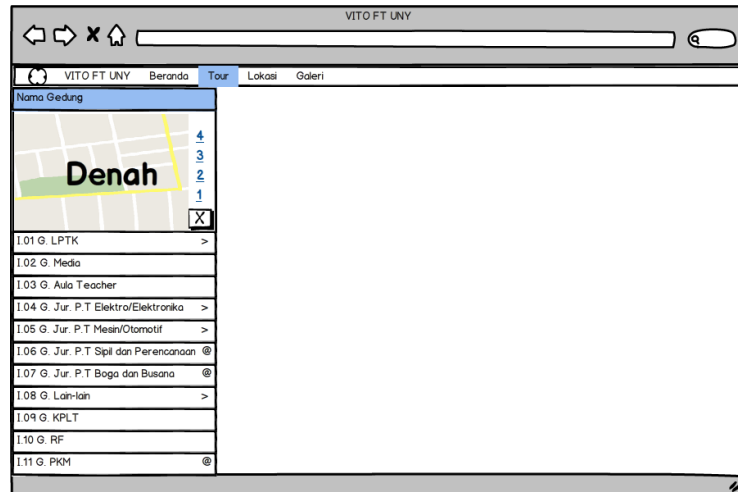 VITO FT UNY
VITO FT UNY Beranda Tour Lokasi Galeri
Nama Gedung
Denah
4
3
2
1
X
I.01 G. LPTK >
I.02 G. Media
I.03 G. Aula Teacher
I.04 G. Jur. P.T Elektro/Elektronika >
I.05 G. Jur. P.T Mesin/Otomotif >
I.06 G. Jur. P.T Sipil dan Perencanaan @
I.07 G. Jur. P.T Boga dan Busana @
I.08 G. Lain-lain >
I.09 G. KPLT
I.10 G. RF
I.11 G. PKM @